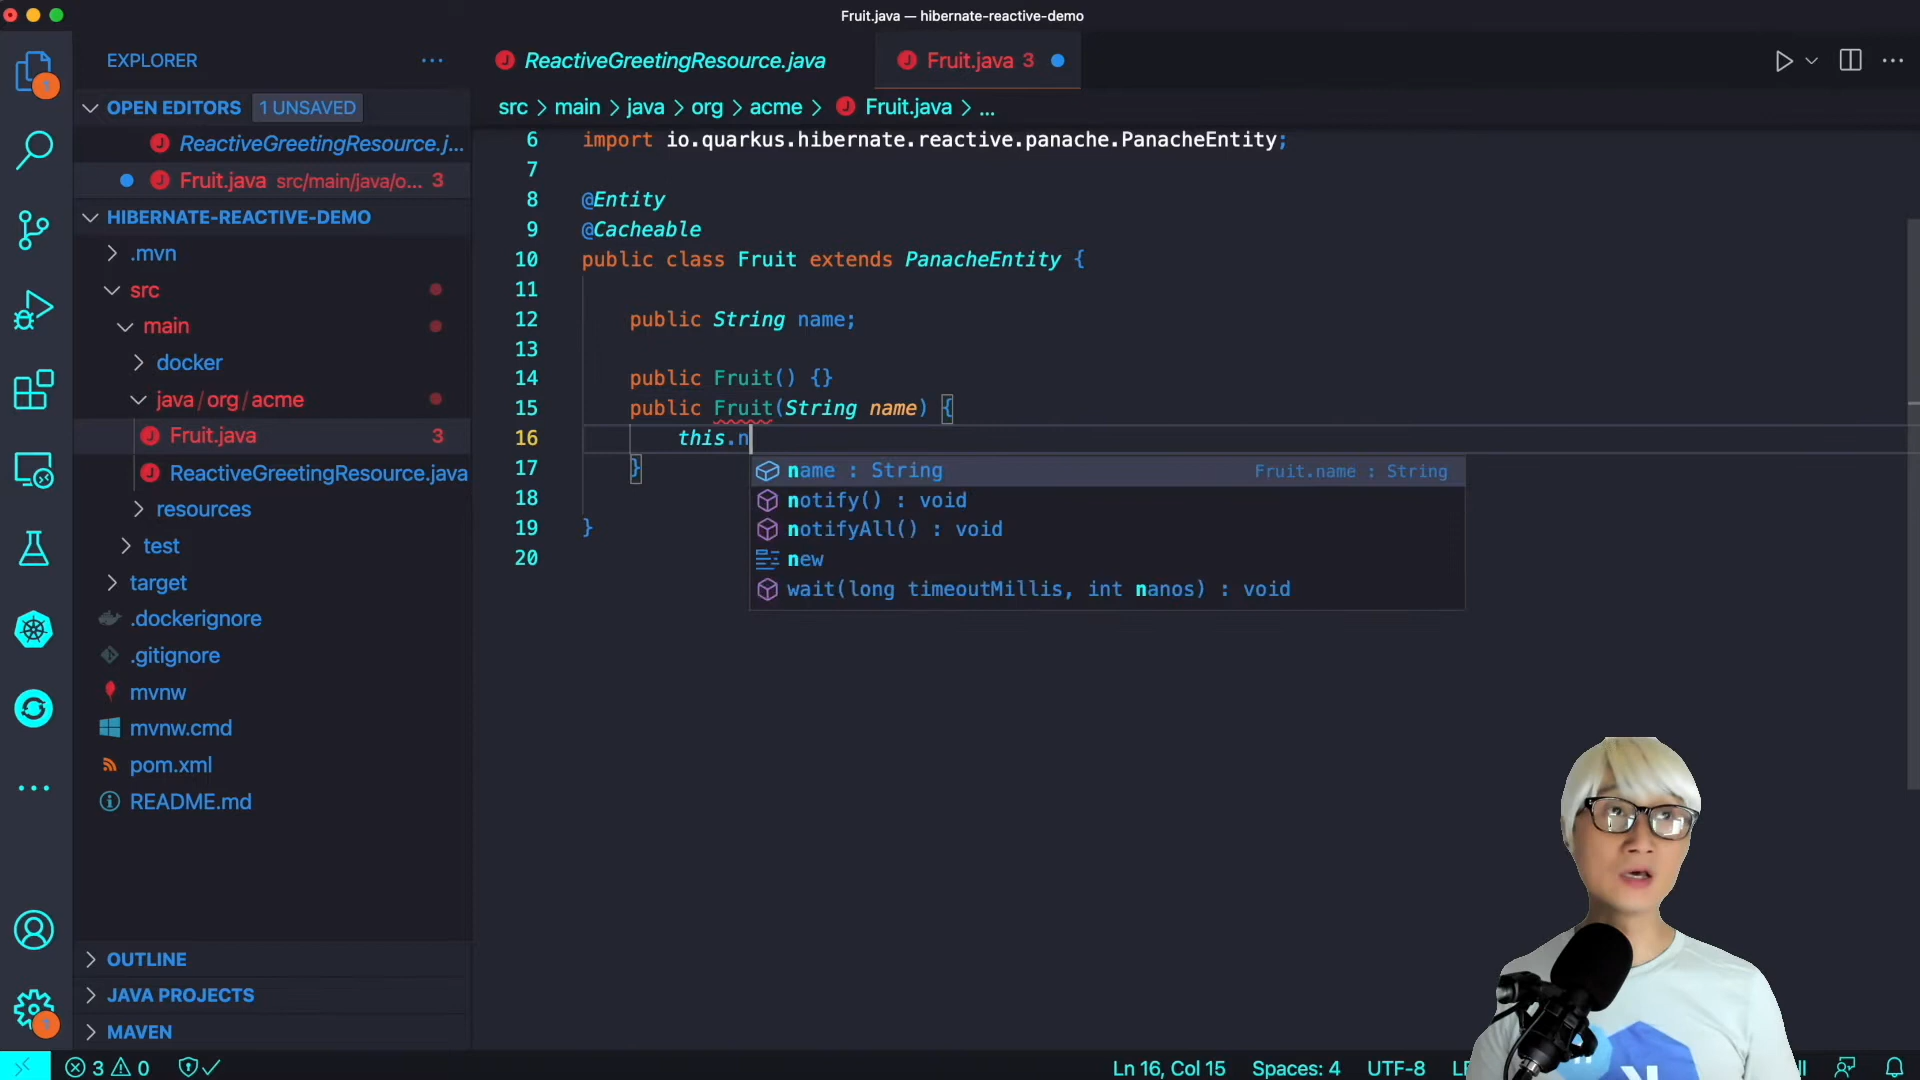 Fruit.java — hibernate-reactive-demo
EXPLORER
ReactiveGreetingResource.java
Fruit.java 3
OPEN EDITORS 1 UNSAVED
ReactiveGreetingResource.j...
Fruit.java src/main/java/o... 3
HIBERNATE-REACTIVE-DEMO
.mvn
src
main
docker
java/org/acme
Fruit.java 3
ReactiveGreetingResource.java
resources
test
target
.dockerignore
.gitignore
mvnw
mvnw.cmd
pom.xml
README.md
OUTLINE
JAVA PROJECTS
MAVEN
src > main > java > org > acme > Fruit.java > ...
6 import io.quarkus.hibernate.reactive.panache.PanacheEntity;
7
8 @Entity
9 @Cacheable
10 public class Fruit extends PanacheEntity {
11
12 public String name;
13
14 public Fruit() {}
15 public Fruit(String name) {
16 this.n
17 }
18
19 }
20
name : String Fruit.name : String
notify() : void
notifyAll() : void
new
wait(long timeoutMillis, int nanos) : void
3 0
Ln 16, Col 15 Spaces: 4 UTF-8